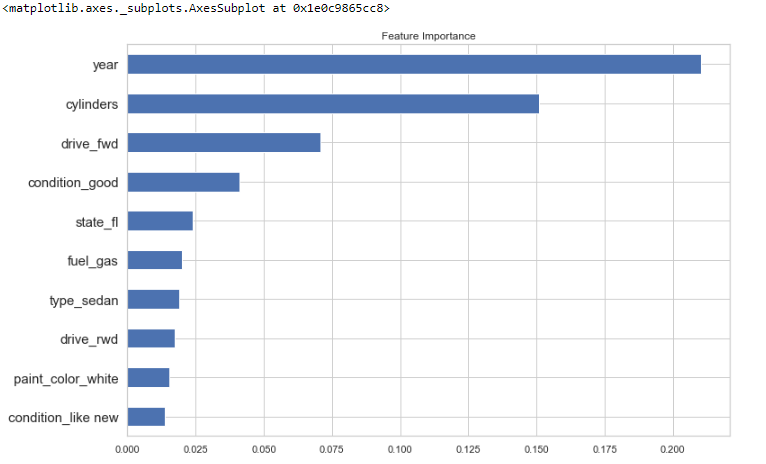 <matplotlib.axes._subplots.AxesSubplot at 0x1e0c9865cc8>
Feature Importance
year
cylinders
drive_fwd
condition_good
state_fl
fuel_gas
type_sedan
drive_rwd
paint_color_white
condition_like new
0.000 0.025 0.050 0.075 0.100 0.125 0.150 0.175 0.200